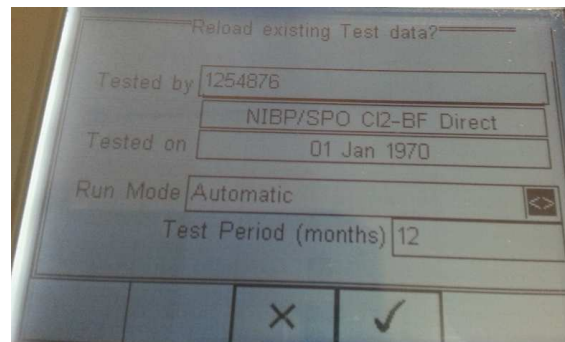 Reload existing Test data?
Tested by 1254876
NIBP/SPO Cl2-BF Direct
Tested on 01 Jan 1970
Run Mode Automatic <>
Test Period (months) 12